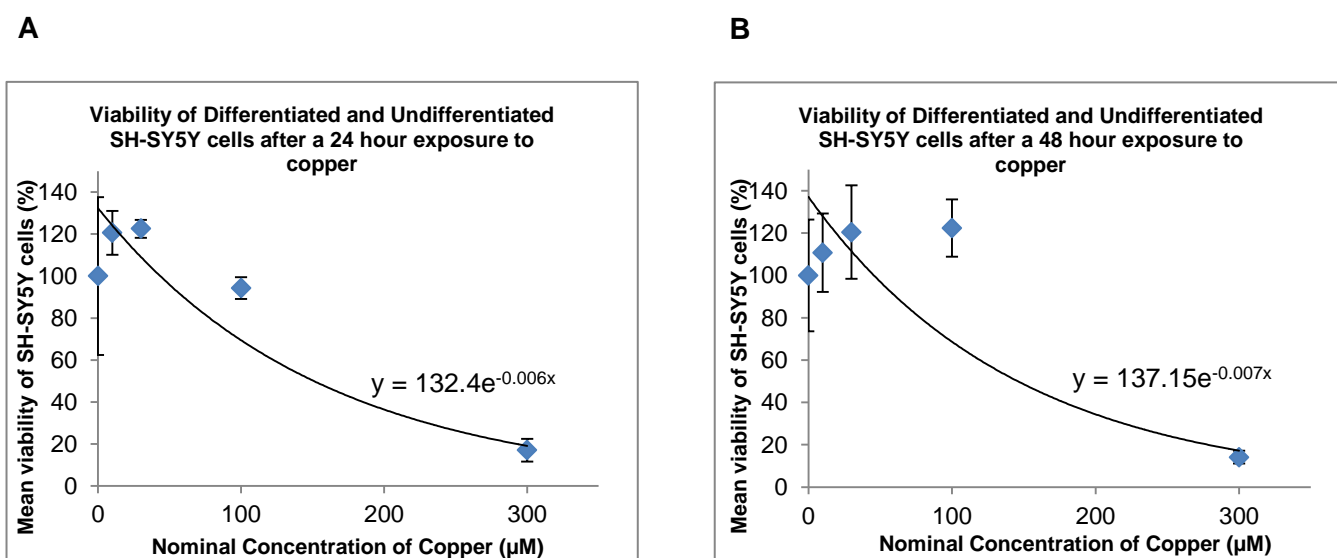 A
Viability of Differentiated and Undifferentiated
SH-SY5Y cells after a 24 hour exposure to
copper
Mean viability of SH-SY5Y cells (%)
140
120
100
80
60
40
20
0
y = 132.4e^-0.006x
0 100 200 300
Nominal Concentration of Copper (µM)
B
Viability of Differentiated and Undifferentiated
SH-SY5Y cells after a 48 hour exposure to
copper
Mean viability of SH-SY5Y cells (%)
140
120
100
80
60
40
20
0
y = 137.15e^-0.007x
0 100 200 300
Nominal Concentration of Copper (µM)